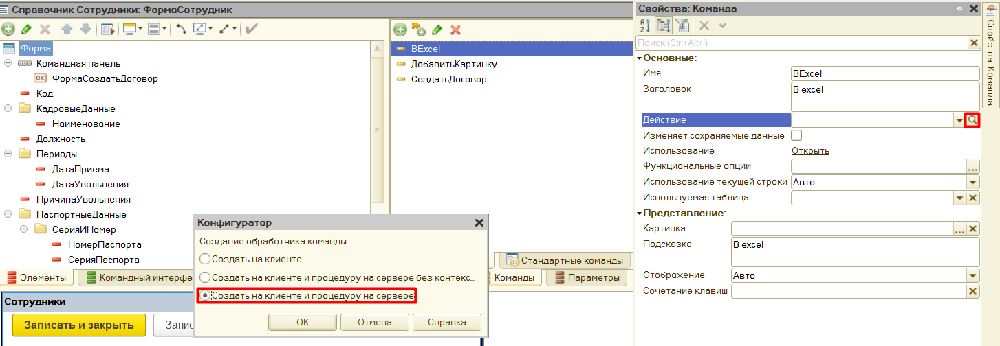 Справочник Сотрудники: ФормаСотрудник
Форма
Командная панель
OK ФормаСоздатьДоговор
Код
КадровыеДанные
Наименование
Должность
Периоды
ДатаПриема
ДатаУвольнения
ПричинаУвольнения
ПаспортныеДанные
СерияИНомер
НомерПаспорта
СерияПаспорта
Элементы
Командный интерфе
BExcel
ДобавитьКартинку
СоздатьДоговор
Стандартные команды
Команды
Параметры
Конфигуратор
Создание обработчика команды:
Создать на клиенте
Создать на клиенте и процедуру на сервере без контекс...
Создать на клиенте и процедуру на сервере
OK
Отмена
Справка
Сотрудники
Записать и закрыть
Запис
Свойства: Команда
Поиск (Ctrl+Alt+I)
Основные:
Имя BExcel
Заголовок В excel
Действие
Изменяет сохраняемые данные
Использование Открыть
Функциональные опции ...
Использование текущей строки Авто
Используемая таблица
Представление:
Картинка ...
Подсказка В excel
Отображение Авто
Сочетание клавиш
Свойства: Команда